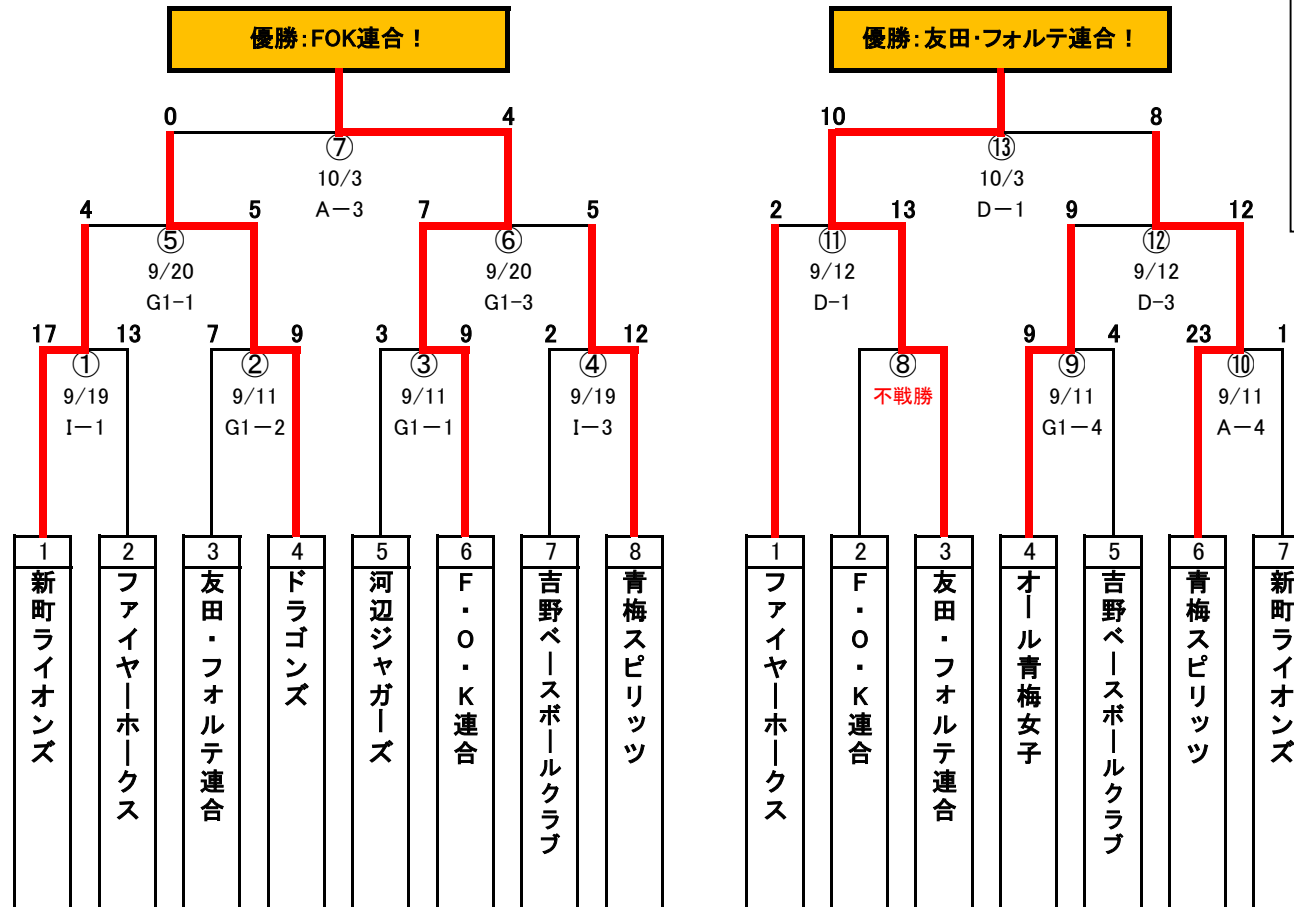 優勝：FOK連合！
0
4
⑦
10/3
A－3
4
5
7
5
⑤
9/20
G1-1
⑥
9/20
G1-3
17
13
7
9
3
9
2
12
①
9/19
I－1
②
9/11
G1－2
③
9/11
G1－1
④
9/19
I－3
1
新町ライオンズ
2
ファイヤーホークス
3
友田・フォルテ連合
4
ドラゴンズ
5
河辺ジャガーズ
6
F・O・K連合
7
吉野ベースボールクラブ
8
青梅スピリッツ
優勝：友田・フォルテ連合！
10
8
⑬
10/3
D－1
2
13
9
12
⑪
9/12
D-1
⑫
9/12
D-3
9
4
23
1
⑧
不戦勝
⑨
9/11
G1－4
⑩
9/11
A－4
1
ファイヤーホークス
2
F・O・K連合
3
友田・フォルテ連合
4
オール青梅女子
5
吉野ベースボールクラブ
6
青梅スピリッツ
7
新町ライオンズ